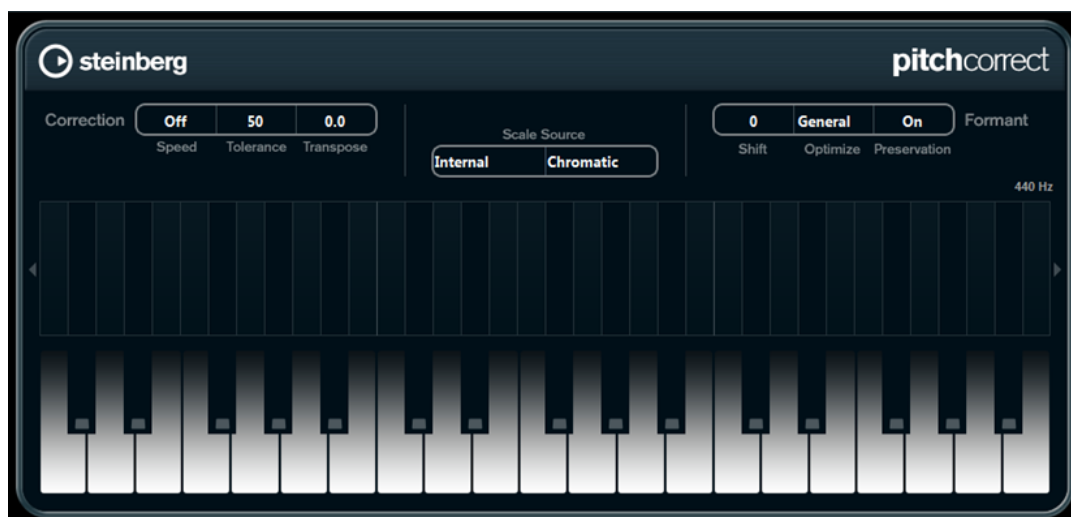 steinberg pitchcorrect
Correction Off 50 0.0
Speed Tolerance Transpose
Scale Source
Internal Chromatic
0 General On Formant
Shift Optimize Preservation
440 Hz